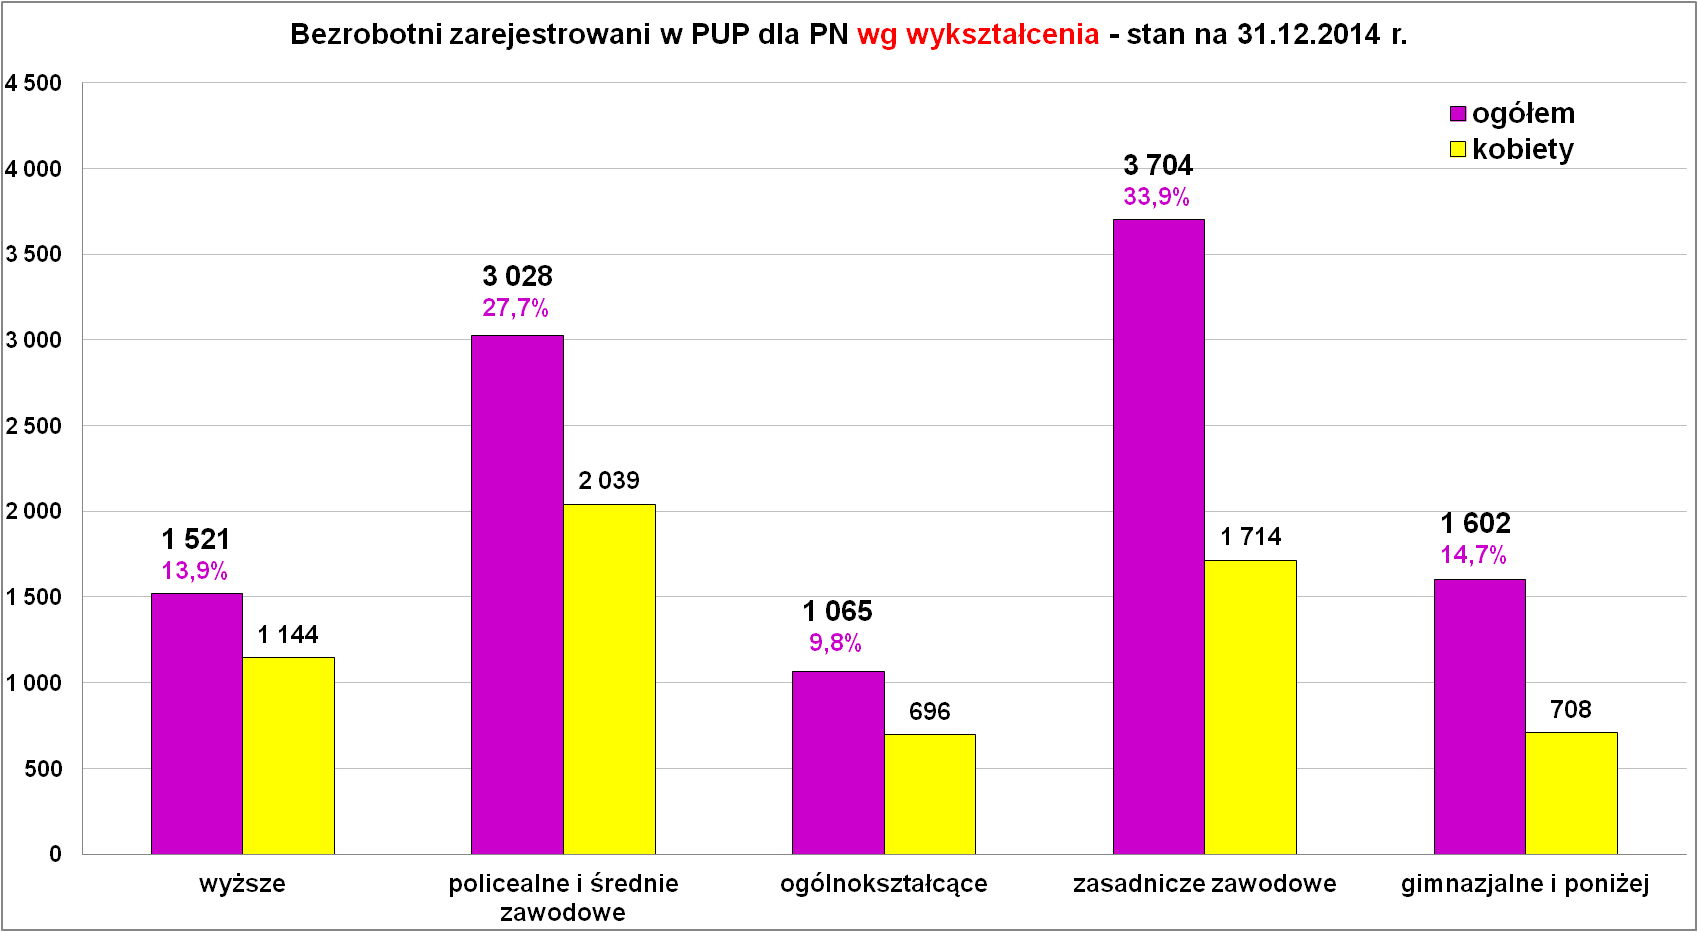 Bezrobotni zarejestrowani w PUP dla PN wg wykształcenia - stan na 31.12.2014 r.
4 500
4 000
3 500
3 000
2 500
2 000
1 500
1 000
500
0
ogółem
kobiety
1 521
13,9%
1 144
3 028
27,7%
2 039
1 065
9,8%
696
3 704
33,9%
1 714
1 602
14,7%
708
wyższe
policealne i średnie
zawodowe
ogólnokształcące
zasadnicze zawodowe
gimnazjalne i poniżej